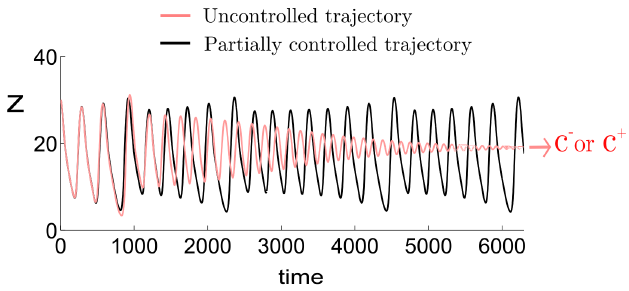 Uncontrolled trajectory
Partially controlled trajectory
40
z
20
0
C⁻or C⁺
0 1000 2000 3000 4000 5000 6000
time